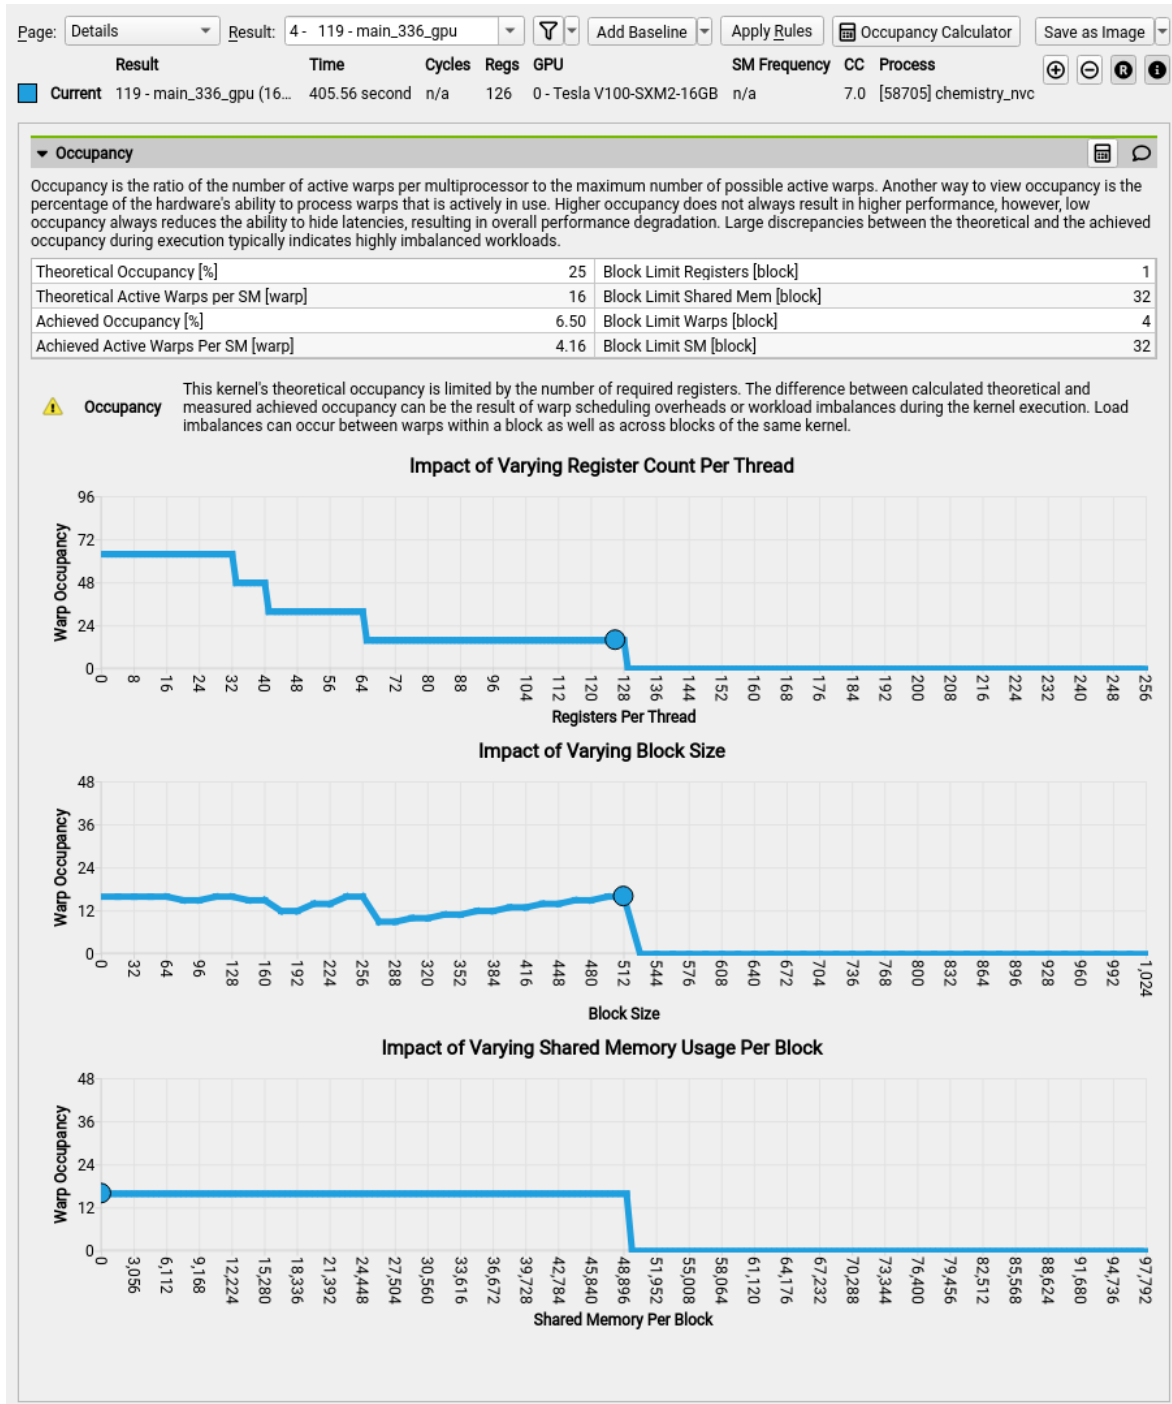 Page: Details Result: 4 - 119 - main_336_gpu Add Baseline Apply Rules Occupancy Calculator Save as Image
Result Time Cycles Regs GPU SM Frequency CC Process
Current 119 - main_336_gpu (16... 405.56 second n/a 126 0 - Tesla V100-SXM2-16GB n/a 7.0 [58705] chemistry_nvc
Occupancy
Occupancy is the ratio of the number of active warps per multiprocessor to the maximum number of possible active warps. Another way to view occupancy is the
percentage of the hardware's ability to process warps that is actively in use. Higher occupancy does not always result in higher performance, however, low
occupancy always reduces the ability to hide latencies, resulting in overall performance degradation. Large discrepancies between the theoretical and the achieved
occupancy during execution typically indicates highly imbalanced workloads.
Theoretical Occupancy [%] 25 Block Limit Registers [block] 1
Theoretical Active Warps per SM [warp] 16 Block Limit Shared Mem [block] 32
Achieved Occupancy [%] 6.50 Block Limit Warps [block] 4
Achieved Active Warps Per SM [warp] 4.16 Block Limit SM [block] 32
Occupancy
This kernel's theoretical occupancy is limited by the number of required registers. The difference between calculated theoretical and
measured achieved occupancy can be the result of warp scheduling overheads or workload imbalances during the kernel execution. Load
imbalances can occur between warps within a block as well as across blocks of the same kernel.
Impact of Varying Register Count Per Thread
Warp Occupancy
96
72
48
24
0
0 8 16 24 32 40 48 56 64 72 80 88 96 104 112 120 128 136 144 152 160 168 176 184 192 200 208 216 224 232 240 248 256
Registers Per Thread
Impact of Varying Block Size
Warp Occupancy
48
36
24
12
0
0 32 64 96 128 160 192 224 256 288 320 352 384 416 448 480 512 544 576 608 640 672 704 736 768 800 832 864 896 928 960 992 1,024
Block Size
Impact of Varying Shared Memory Usage Per Block
Warp Occupancy
48
36
24
12
0
0 3,056 6,112 9,168 12,224 15,280 18,336 21,392 24,448 27,504 30,560 33,616 36,672 39,728 42,784 45,840 48,896 51,952 55,008 58,064 61,120 64,176 67,232 70,288 73,344 76,400 79,456 82,512 85,568 88,624 91,680 94,736 97,792
Shared Memory Per Block